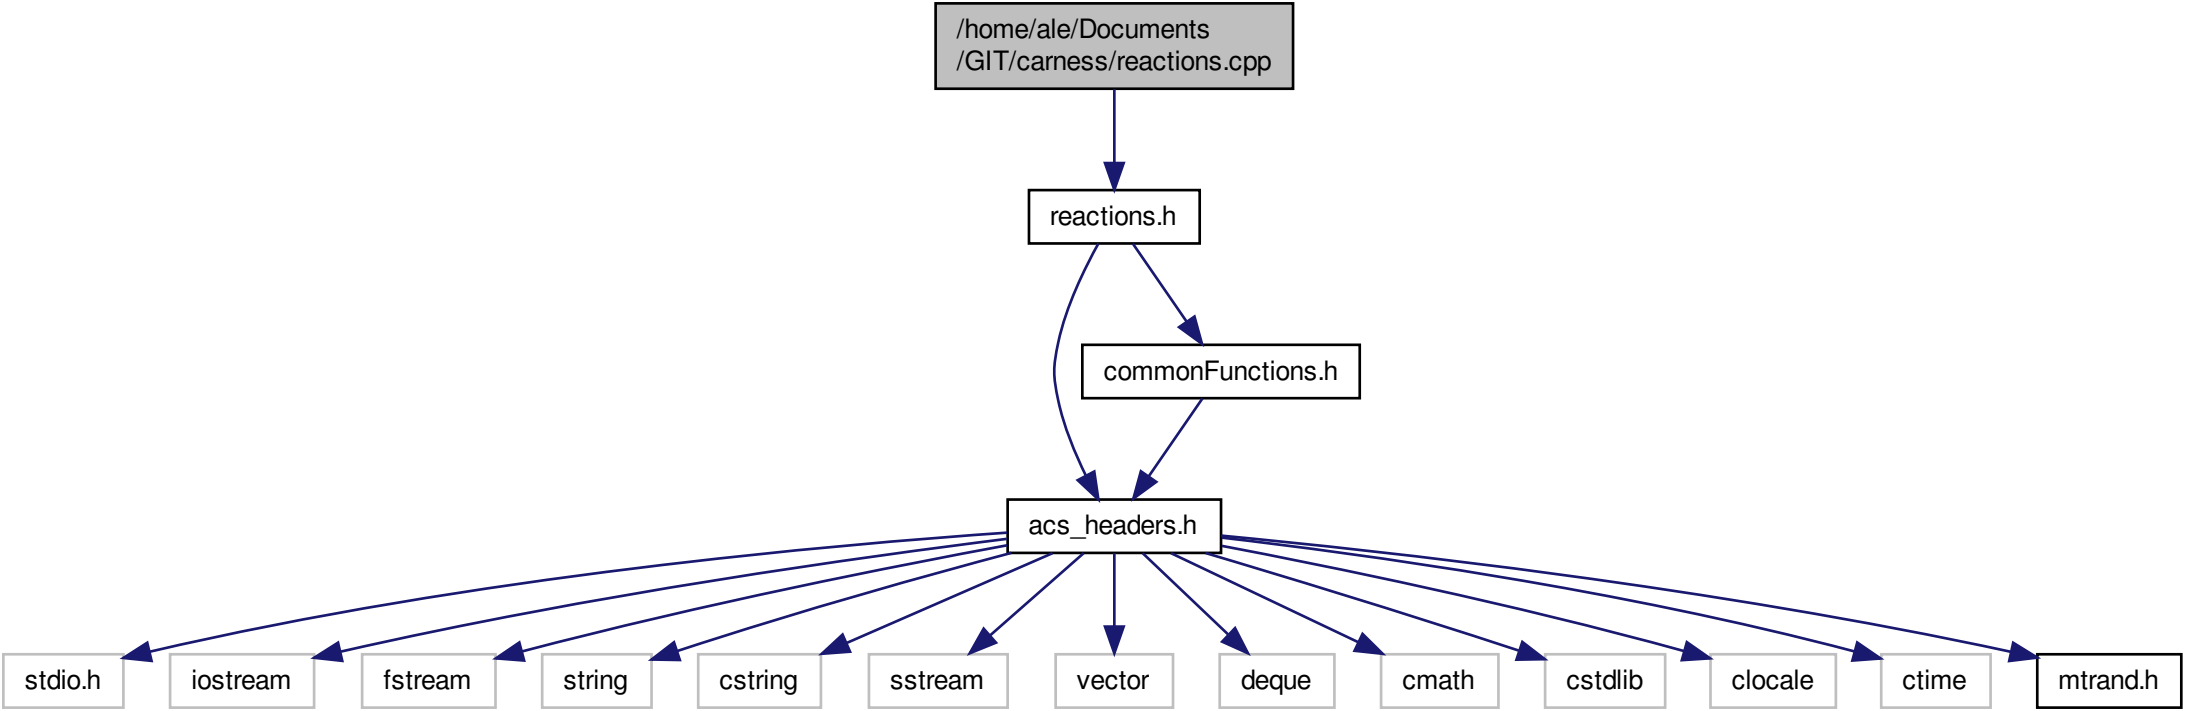 /home/ale/Documents
/GIT/carness/reactions.cpp
reactions.h
commonFunctions.h
acs_headers.h
stdio.h
iostream
fstream
string
cstring
sstream
vector
deque
cmath
cstdlib
clocale
ctime
mtrand.h